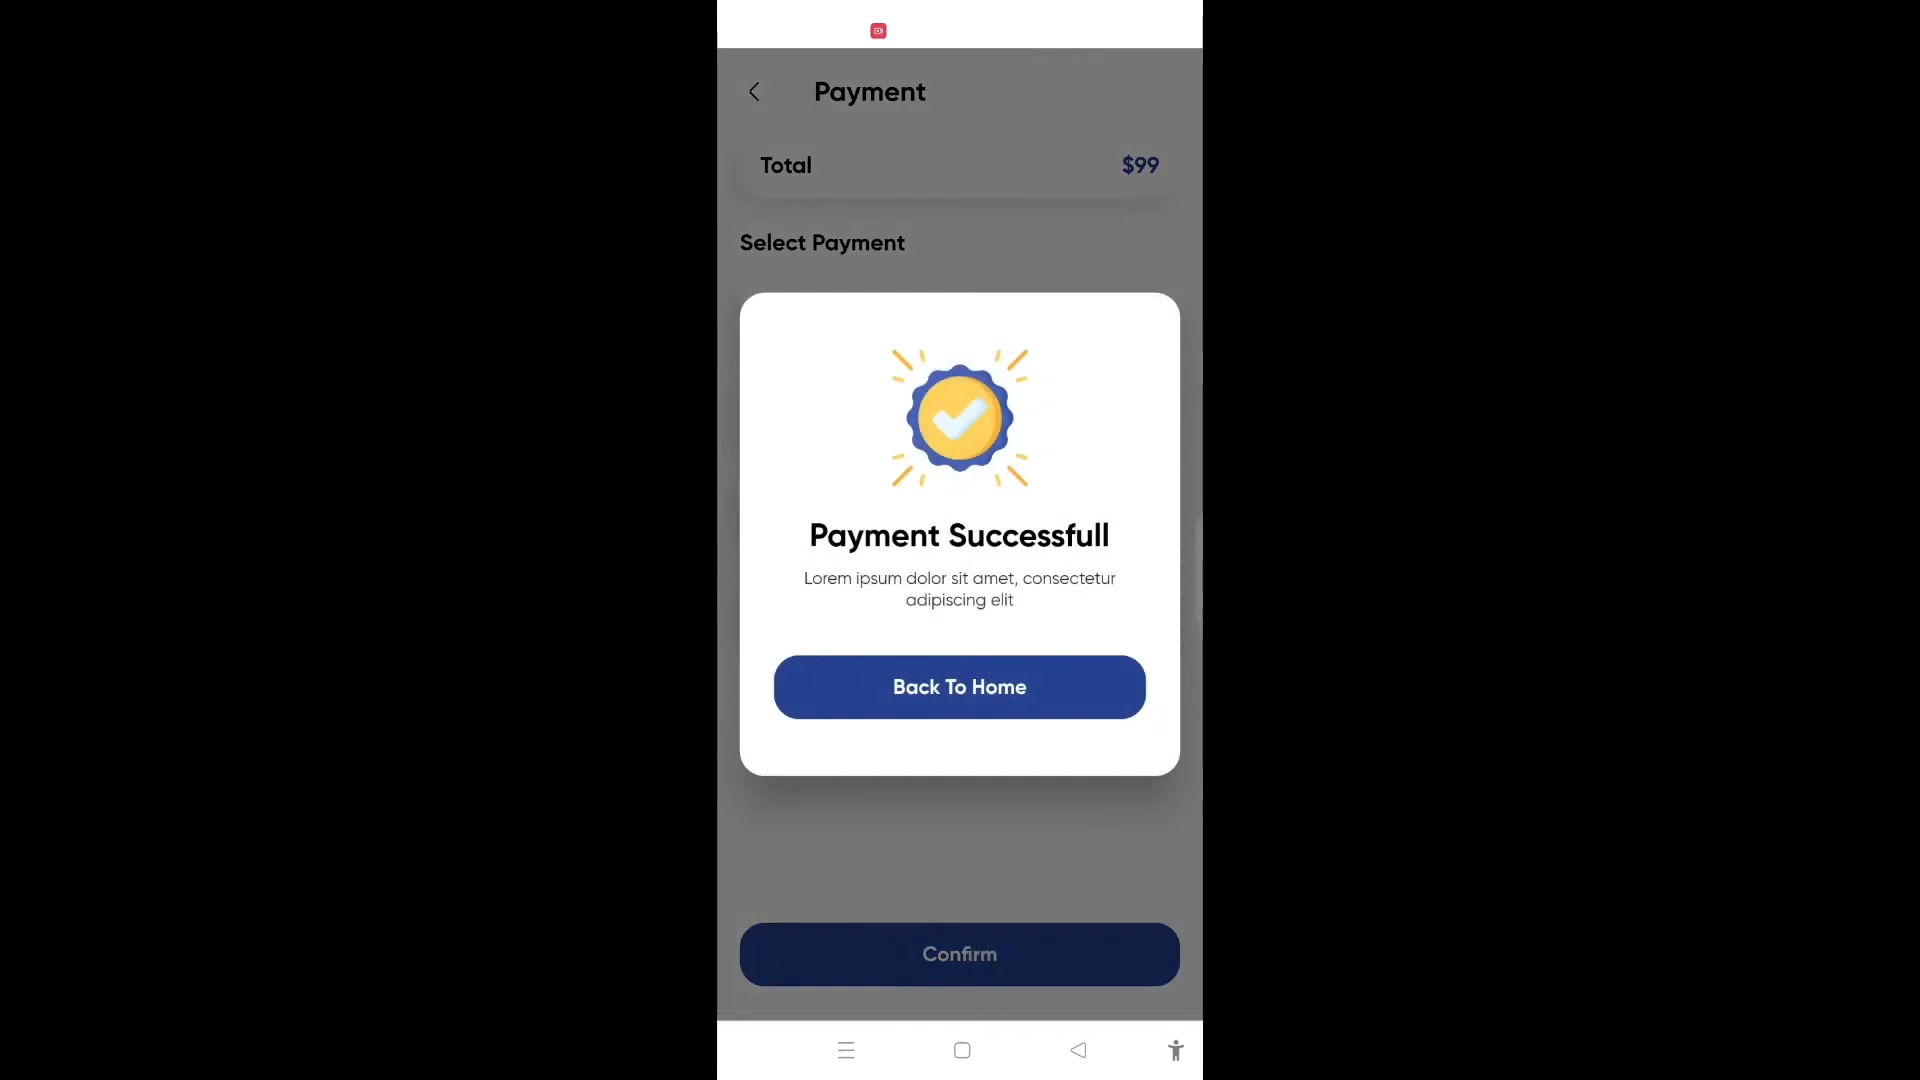 Payment
Total $99
Select Payment
Payment Successfull
Lorem ipsum dolor sit amet, consectetur
adipiscing elit
Back To Home
Confirm